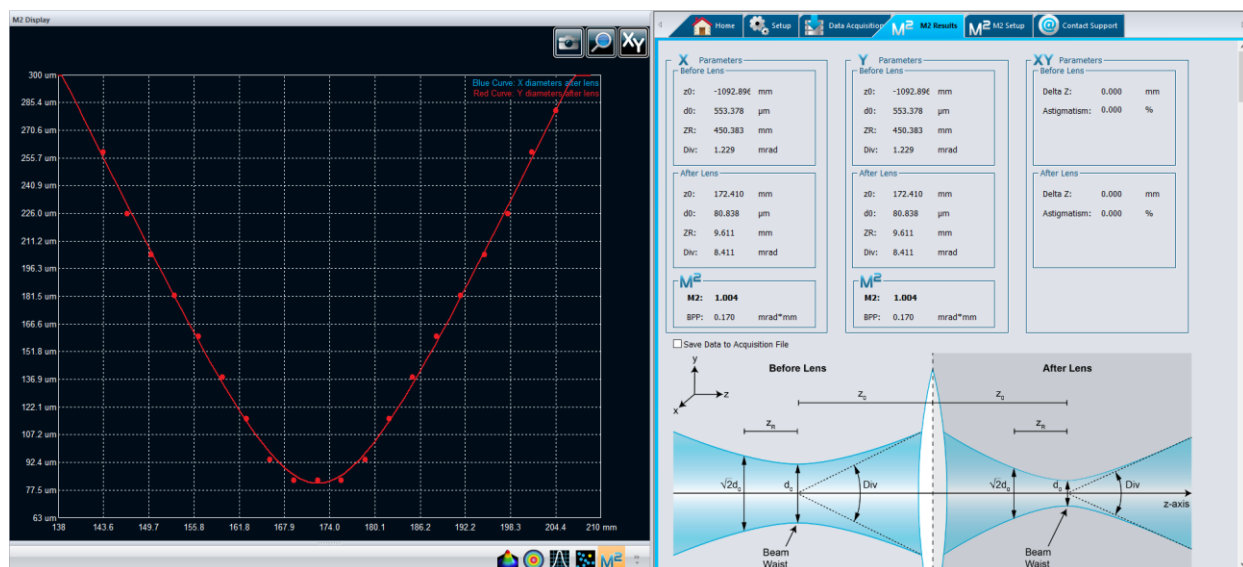 M2 Display
XY
Blue Curve: X diameters after lens
Red Curve: Y diameters after lens
300 um
285.4 um
270.6 um
255.7 um
240.9 um
226.0 um
211.2 um
196.3 um
181.5 um
166.6 um
151.8 um
136.9 um
122.1 um
107.2 um
92.4 um
77.5 um
63 um
138 143.6 149.7 155.8 161.8 167.9 174.0 180.1 186.2 192.2 198.3 204.4 210 mm
M²
Home Setup Data Acquisition M² M2 Results M² M2 Setup @ Contact Support
X Parameters
Before Lens
z0: -1092.896 mm
d0: 553.378 µm
ZR: 450.383 mm
Div: 1.229 mrad
After Lens
z0: 172.410 mm
d0: 80.838 µm
ZR: 9.611 mm
Div: 8.411 mrad
M²
M2: 1.004
BPP: 0.170 mrad*mm
Y Parameters
Before Lens
z0: -1092.896 mm
d0: 553.378 µm
ZR: 450.383 mm
Div: 1.229 mrad
After Lens
z0: 172.410 mm
d0: 80.838 µm
ZR: 9.611 mm
Div: 8.411 mrad
M²
M2: 1.004
BPP: 0.170 mrad*mm
XY Parameters
Before Lens
Delta Z: 0.000 mm
Astigmatism: 0.000 %
After Lens
Delta Z: 0.000 mm
Astigmatism: 0.000 %
Save Data to Acquisition File
Before Lens After Lens
y
z
x
z₀ z₀
zR zR
√2d₀ d₀ Div √2d₀ d₀ Div
z-axis
Beam
Waist
Beam
Waist